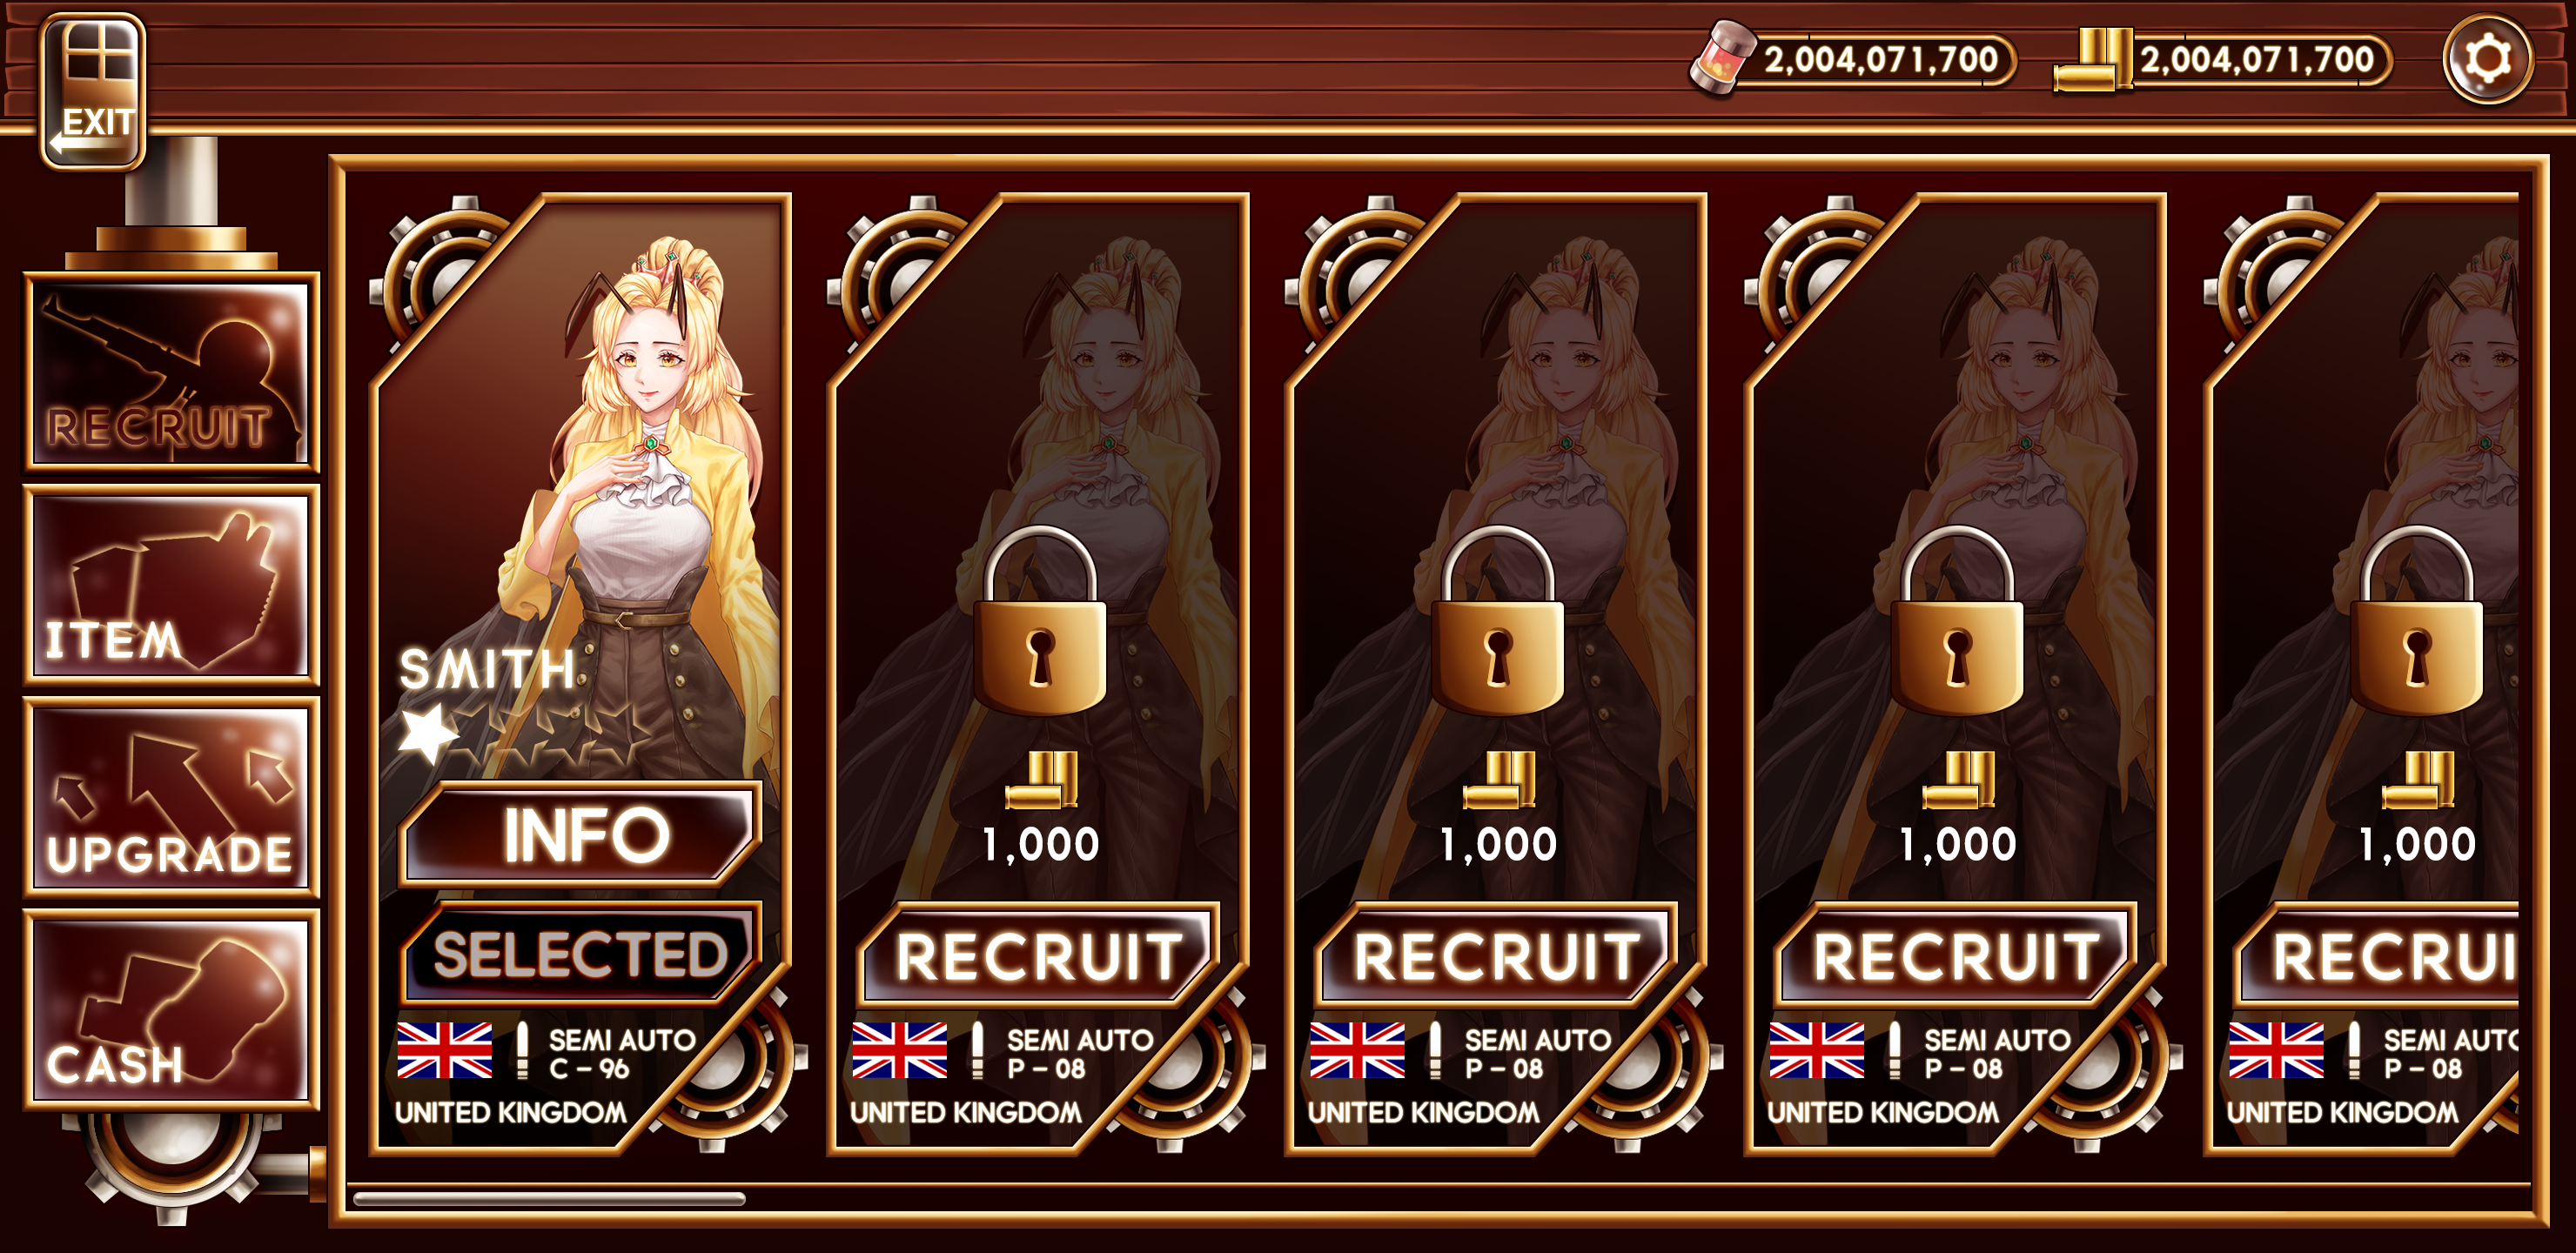 EXIT
2,004,071,700
2,004,071,700
RECRUIT
ITEM
UPGRADE
CASH
SMITH
INFO
SELECTED
SEMI AUTO
C - 96
UNITED KINGDOM
1,000
RECRUIT
SEMI AUTO
P - 08
UNITED KINGDOM
1,000
RECRUIT
SEMI AUTO
P - 08
UNITED KINGDOM
1,000
RECRUIT
SEMI AUTO
P - 08
UNITED KINGDOM
1,000
RECRUI
SEMI AUTO
P - 08
UNITED KINGDOM